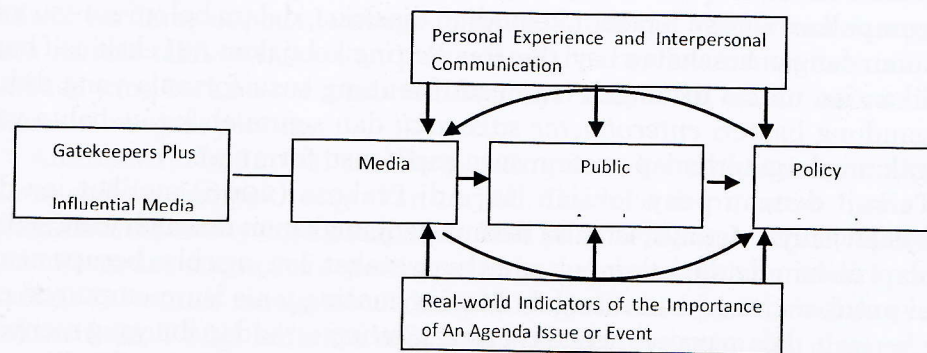 Personal Experience and Interpersonal
Communication
Gatekeepers Plus
Influential Media
Media
Public
Policy
Real-world Indicators of the Importance
of An Agenda Issue or Event